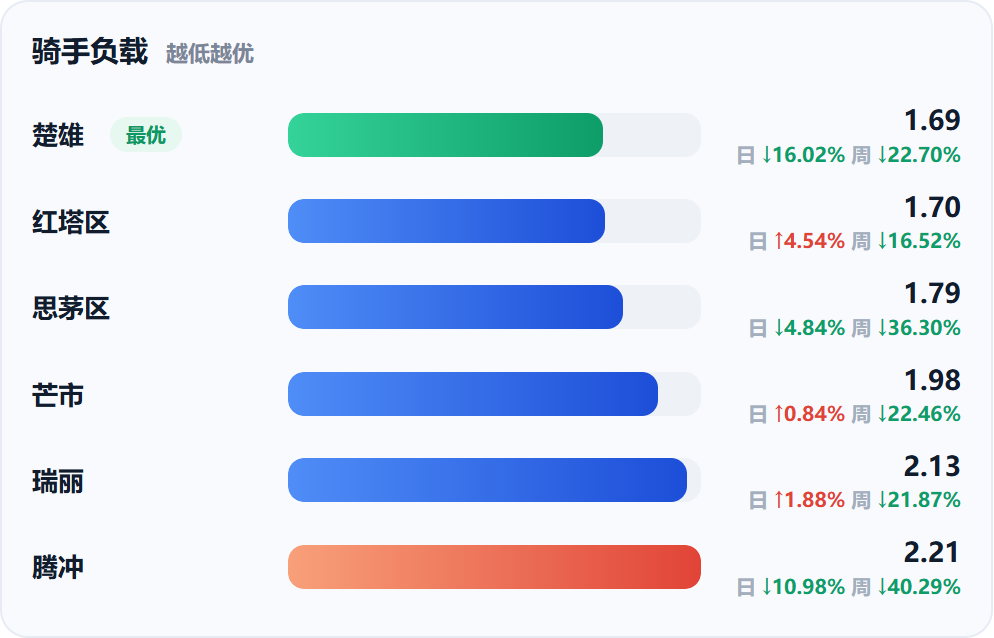 骑手负载 越低越优
楚雄 最优 1.69
日 ↓16.02% 周 ↓22.70%
红塔区 1.70
日 ↑4.54% 周 ↓16.52%
思茅区 1.79
日 ↓4.84% 周 ↓36.30%
芒市 1.98
日 ↑0.84% 周 ↓22.46%
瑞丽 2.13
日 ↑1.88% 周 ↓21.87%
腾冲 2.21
日 ↓10.98% 周 ↓40.29%